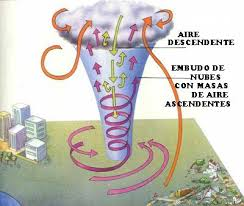 AIRE
DESCENDENTE
EMBUDO DE
NUBES
CON MASAS
DE AIRE
ASCENDENTES